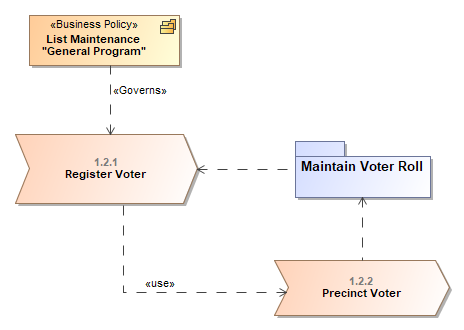 «Business Policy»
List Maintenance
"General Program"
«Governs»
1.2.1
Register Voter
Maintain Voter Roll
«use»
1.2.2
Precinct Voter